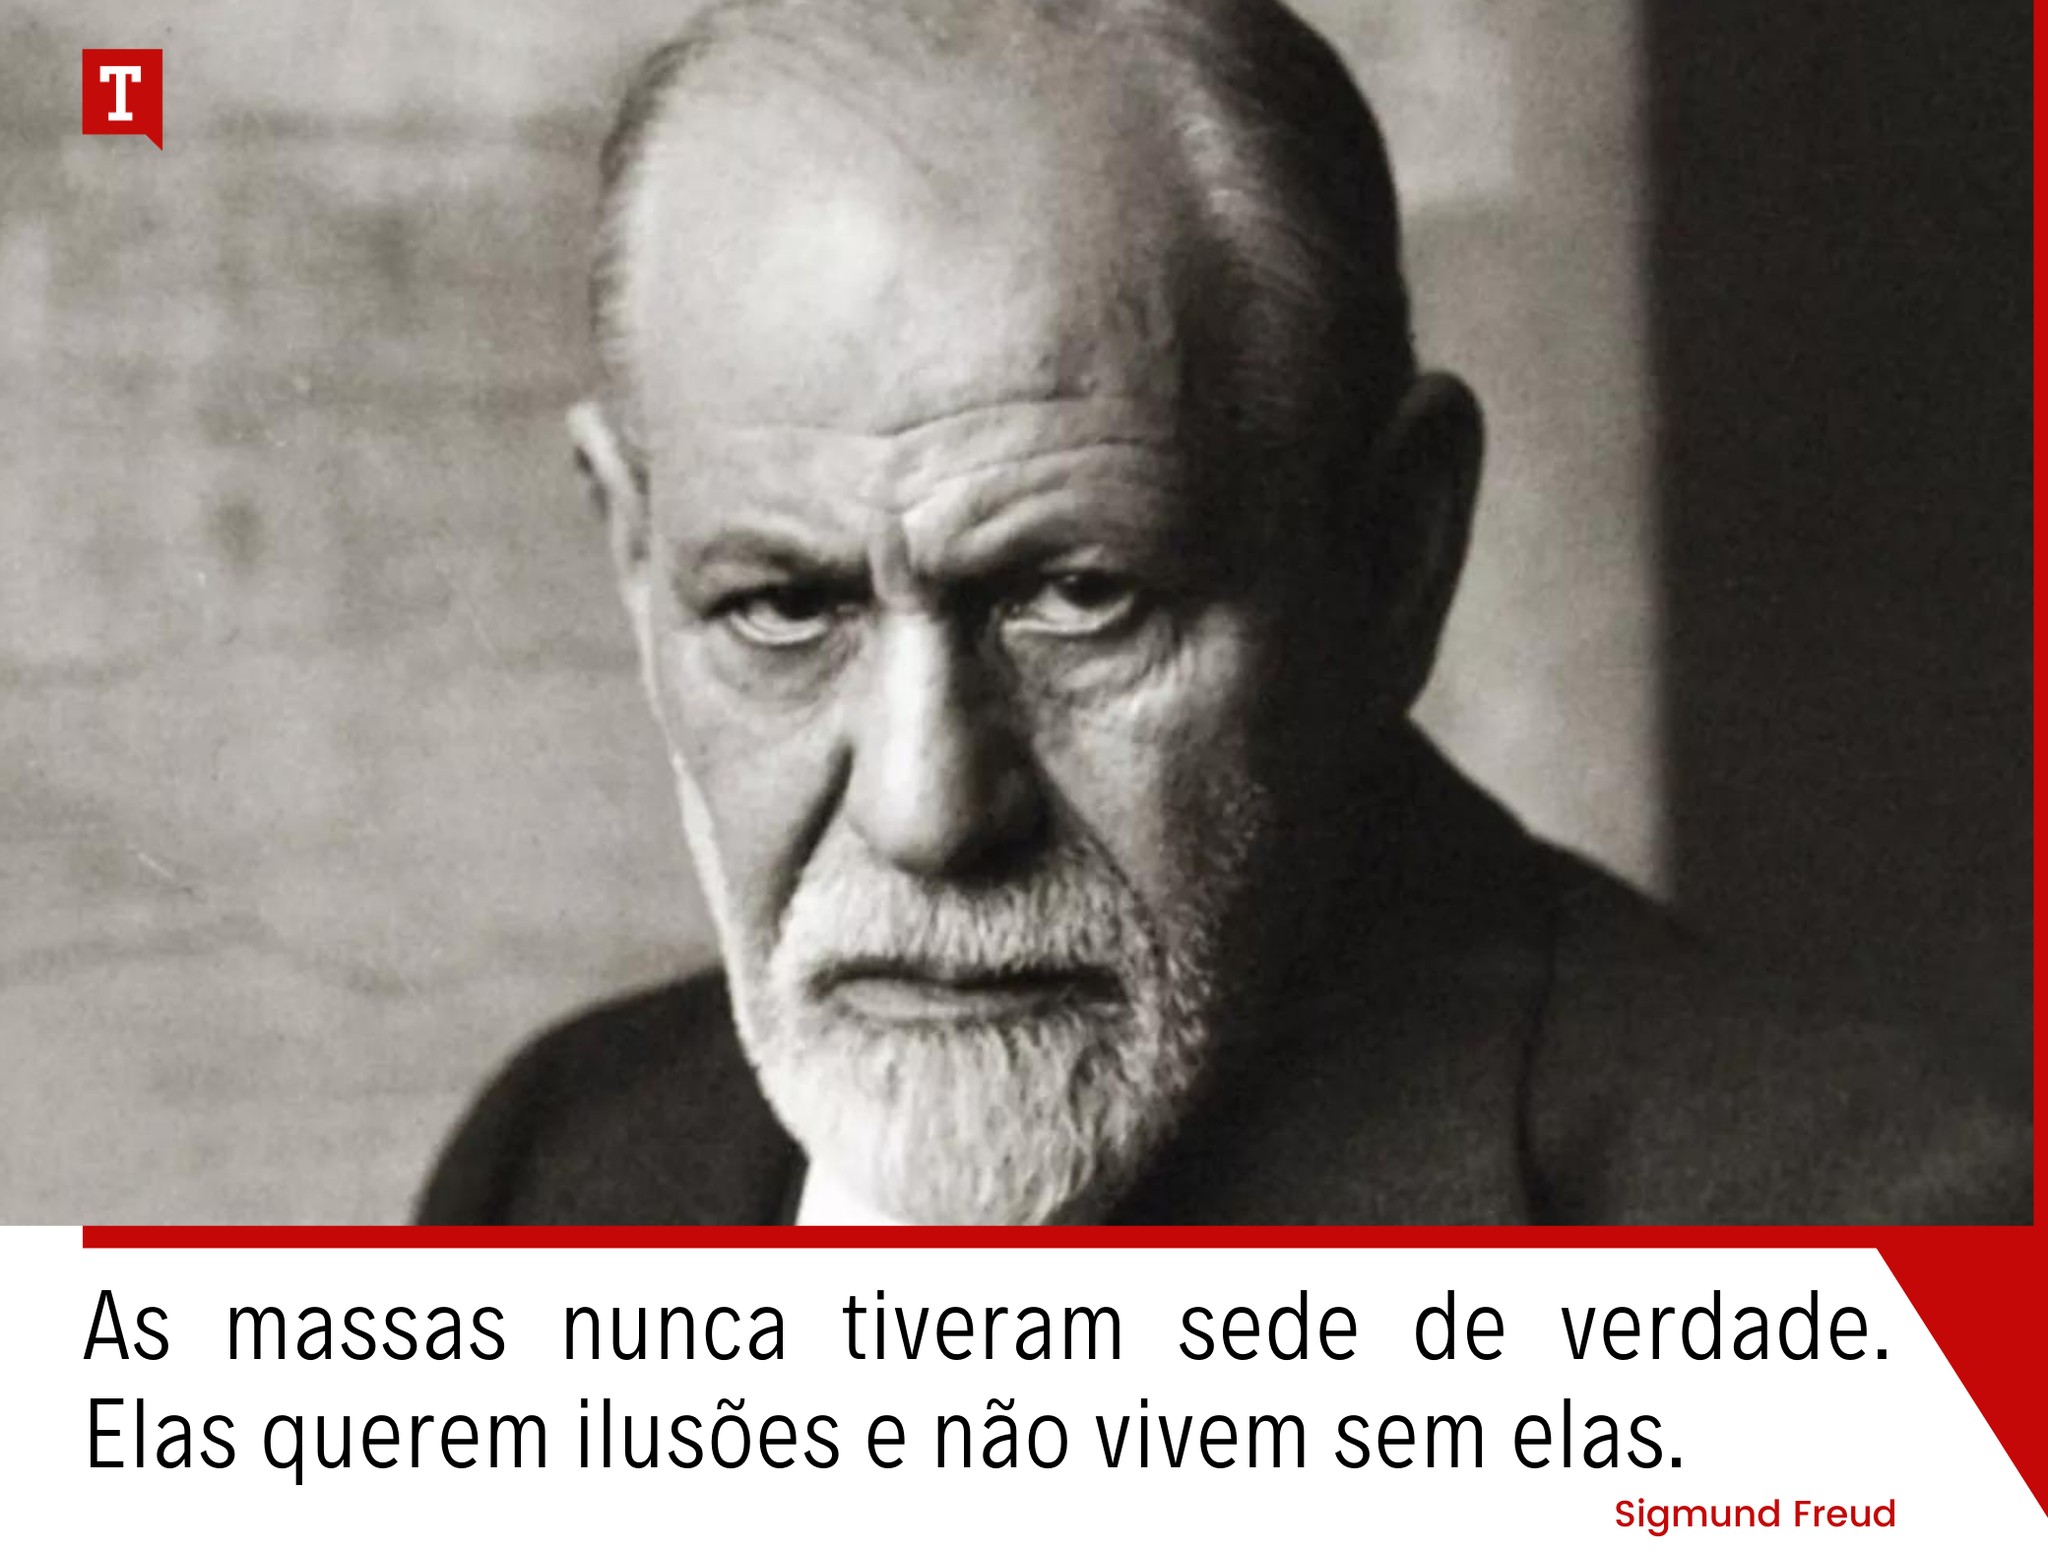 T
As massas nunca tiveram sede de verdade.
Elas querem ilusões e não vivem sem elas.
Sigmund Freud